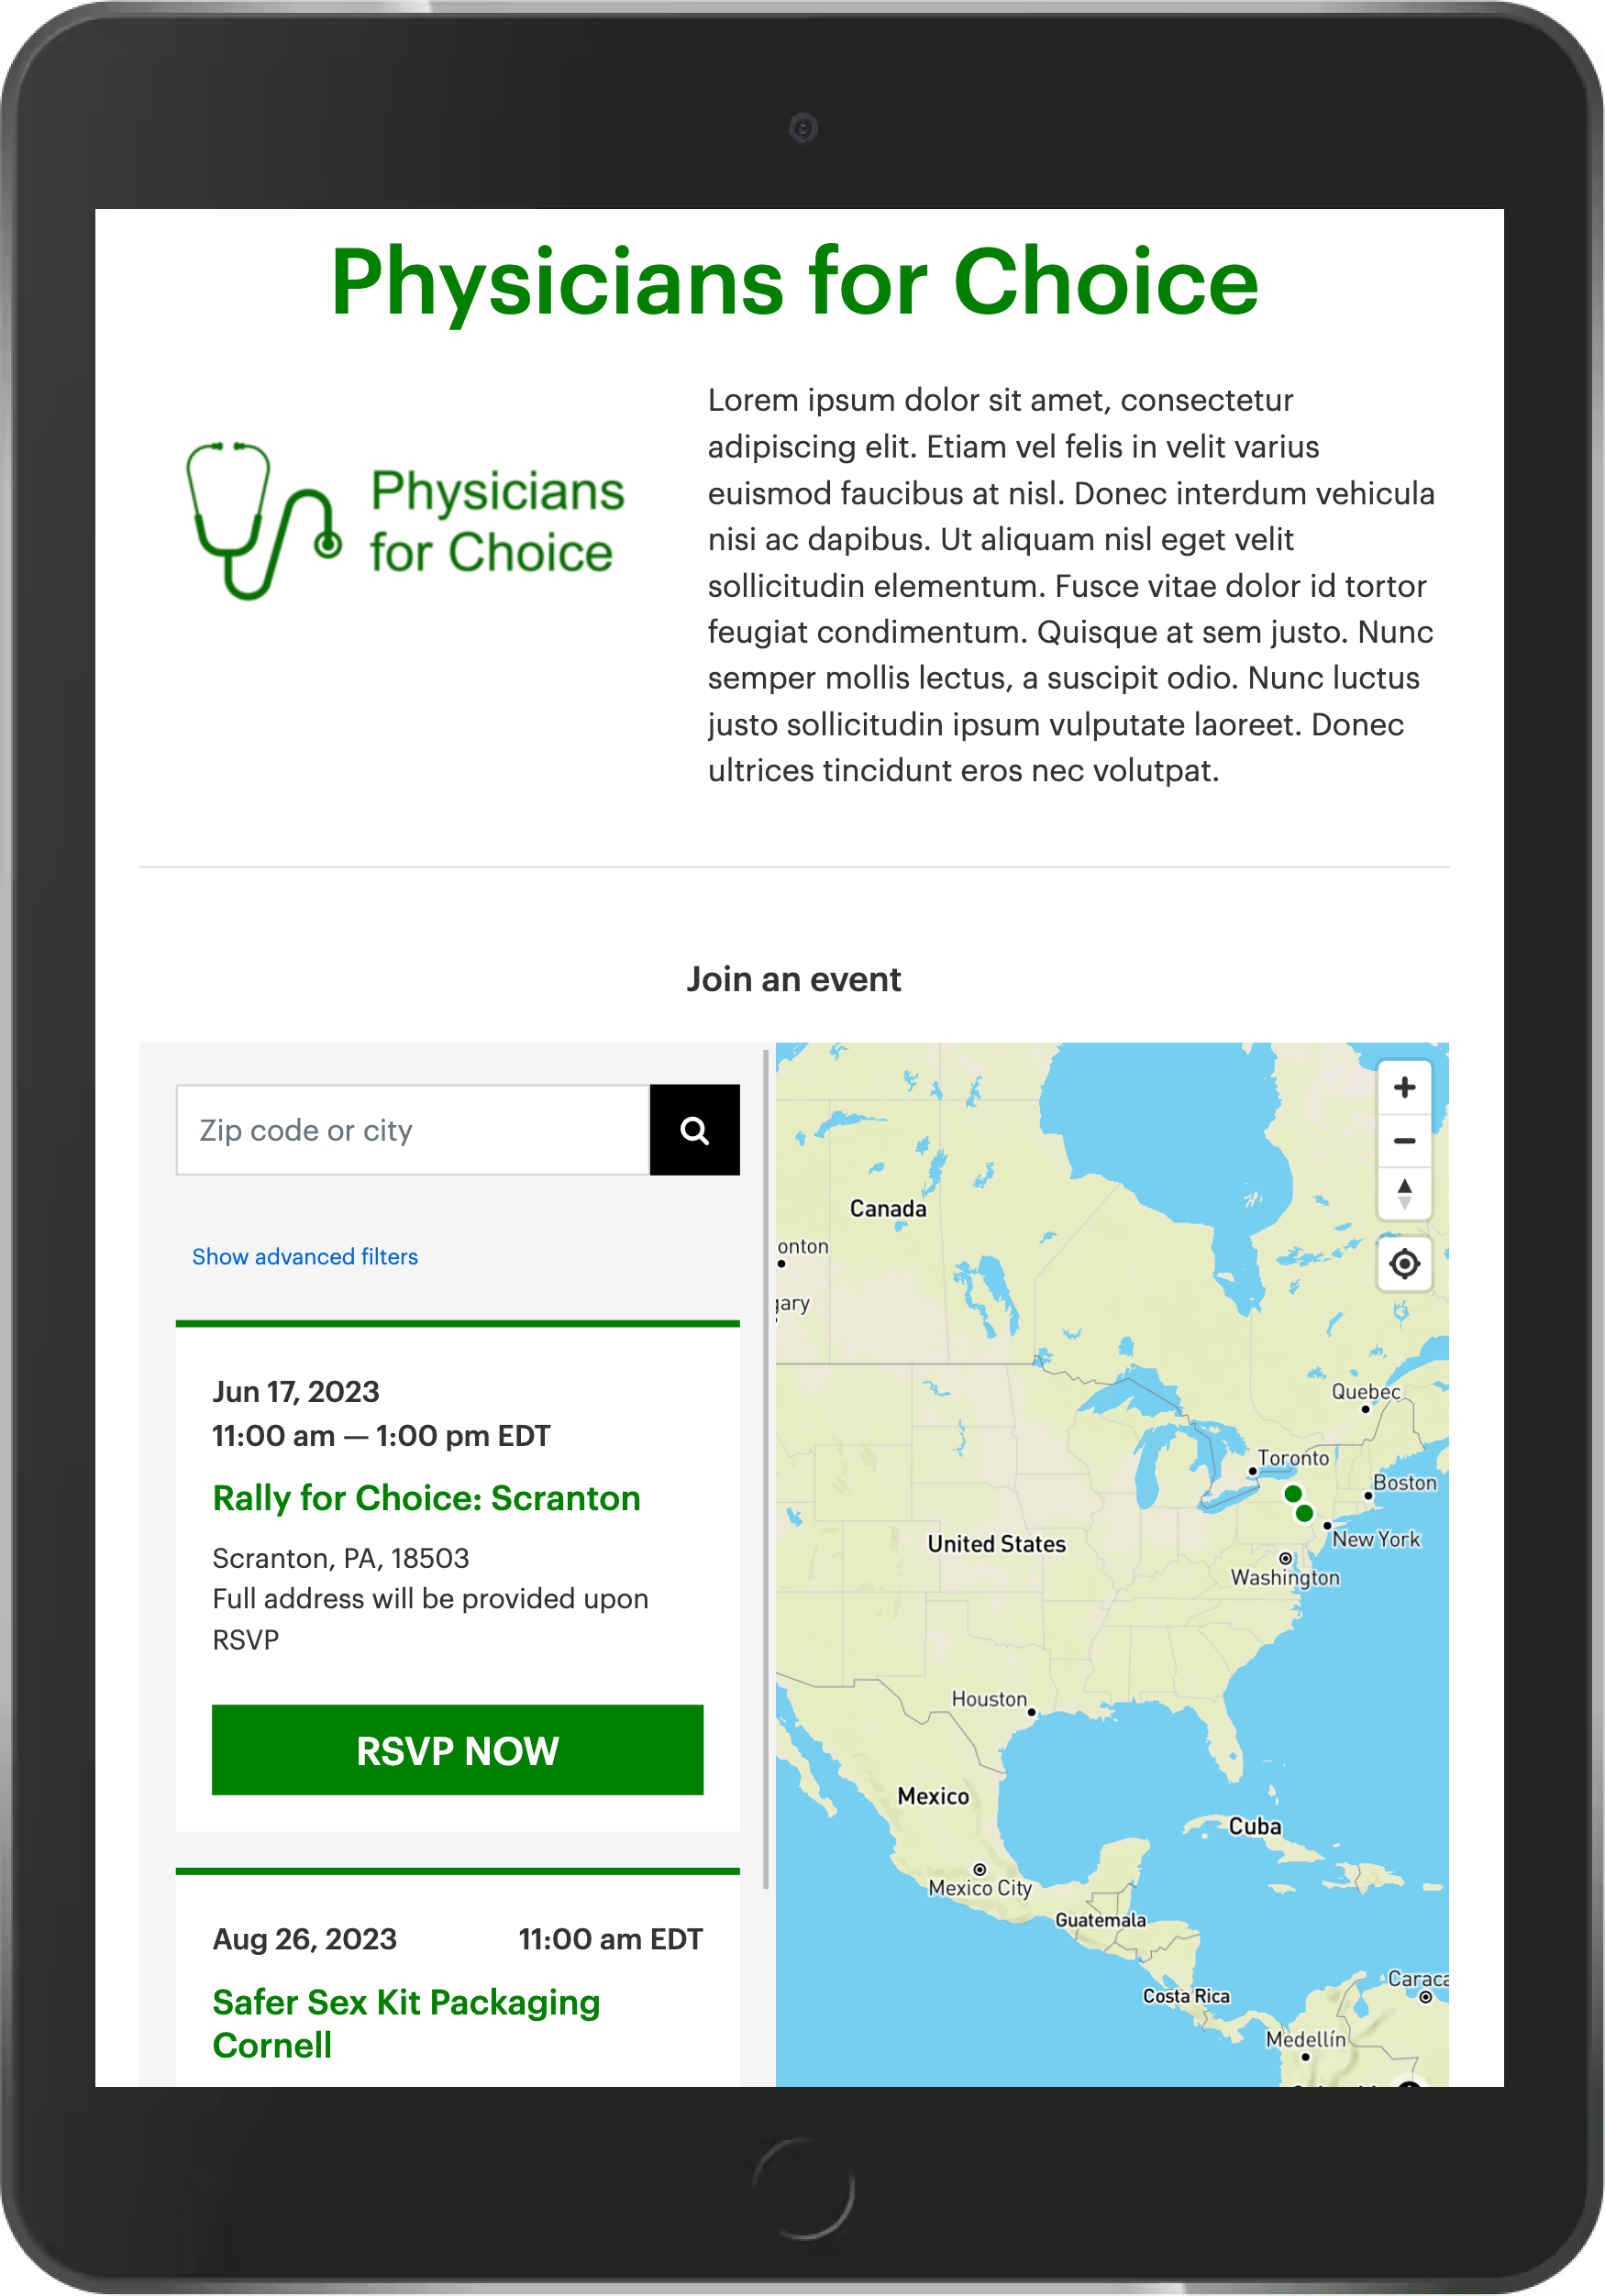 Physicians for Choice
Physicians
for Choice
Lorem ipsum dolor sit amet, consectetur
adipiscing elit. Etiam vel felis in velit varius
euismod faucibus at nisl. Donec interdum vehicula
nisi ac dapibus. Ut aliquam nisl eget velit
sollicitudin elementum. Fusce vitae dolor id tortor
feugiat condimentum. Quisque at sem justo. Nunc
semper mollis lectus, a suscipit odio. Nunc luctus
justo sollicitudin ipsum vulputate laoreet. Donec
ultrices tincidunt eros nec volutpat.
Join an event
Zip code or city
Show advanced filters
Jun 17, 2023
11:00 am — 1:00 pm EDT
Rally for Choice: Scranton
Scranton, PA, 18503
Full address will be provided upon
RSVP
RSVP NOW
Aug 26, 2023 11:00 am EDT
Safer Sex Kit Packaging
Cornell
Canada
onton
gary
Quebec
Toronto
Boston
New York
United States
Washington
Houston
Mexico
Cuba
Mexico City
Guatemala
Caraca
Costa Rica
Medellín